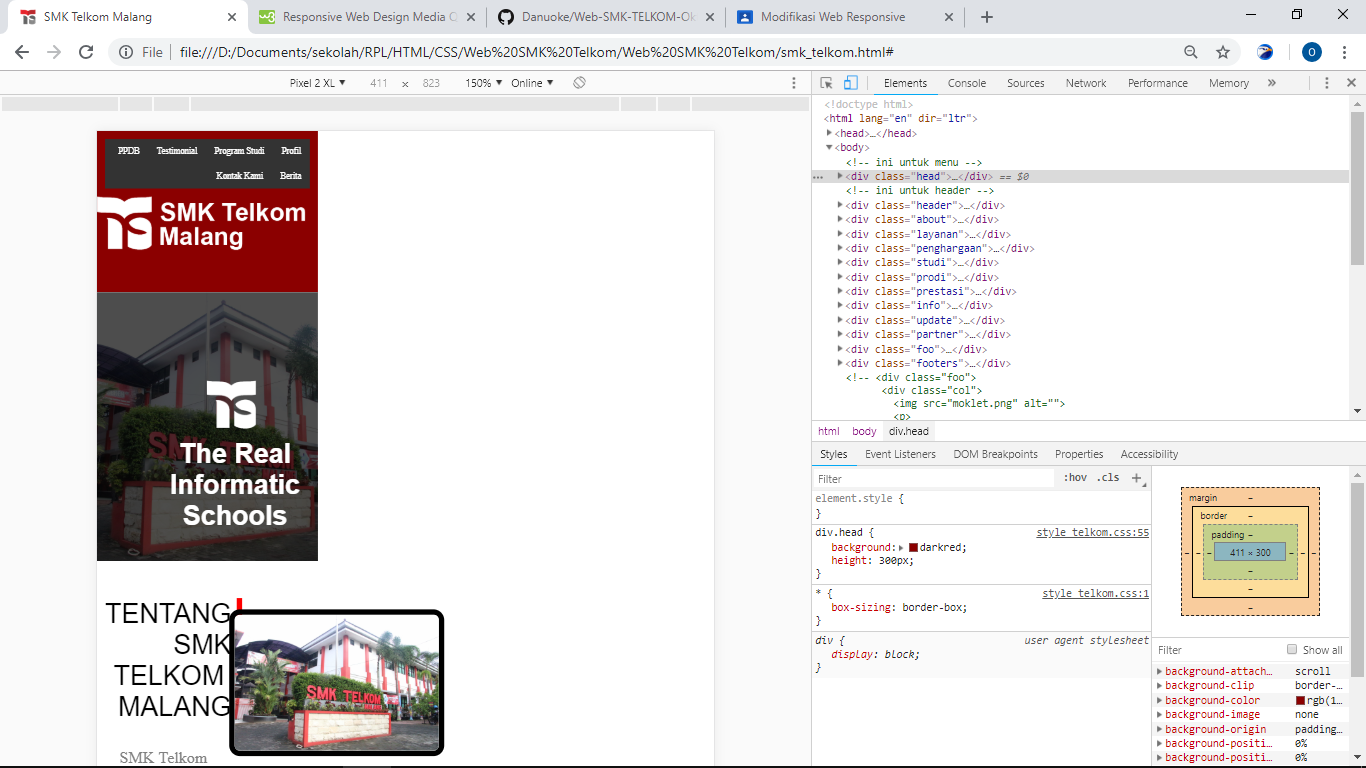 SMK Telkom Malang
Responsive Web Design Media Q
Danuoke/Web-SMK-TELKOM-Ok
Modifikasi Web Responsive
File
file:///D:/Documents/sekolah/RPL/HTML/CSS/Web%20SMK%20Telkom/Web%20SMK%20Telkom/smk_telkom.html#
O
Pixel 2 XL ▼ 411 × 823 150% ▼ Online ▼
Elements Console Sources Network Performance Memory »
PPDB Testimonial Program Studi Profil
Kontak Kami Berita
SMK Telkom
Malang
The Real
Informatic
Schools
SMK TELKOM
TENTANG
SMK
TELKOM
MALANG
SMK TELKOM
SMK Telkom
<!doctype html>
<html lang="en" dir="ltr">
<head>…</head>
<body>
<!-- ini untuk menu -->
<div class="head">…</div> == $0
<!-- ini untuk header -->
<div class="header">…</div>
<div class="about">…</div>
<div class="layanan">…</div>
<div class="penghargaan">…</div>
<div class="studi">…</div>
<div class="prodi">…</div>
<div class="prestasi">…</div>
<div class="info">…</div>
<div class="update">…</div>
<div class="partner">…</div>
<div class="foo">…</div>
<div class="footers">…</div>
<!-- <div class="foo">
<div class="col">
<img src="moklet.png" alt="">
<p>
html body div.head
Styles Event Listeners DOM Breakpoints Properties Accessibility
Filter :hov .cls +
element.style {
}
div.head { style telkom.css:55
background: darkred;
height: 300px;
}
* { style telkom.css:1
box-sizing: border-box;
}
div { user agent stylesheet
display: block;
}
margin –
border –
padding –
411 × 300
Filter Show all
background-attach… scroll
background-clip border-…
background-color rgb(1…
background-image none
background-origin padding…
background-positi… 0%
background-positi… 0%